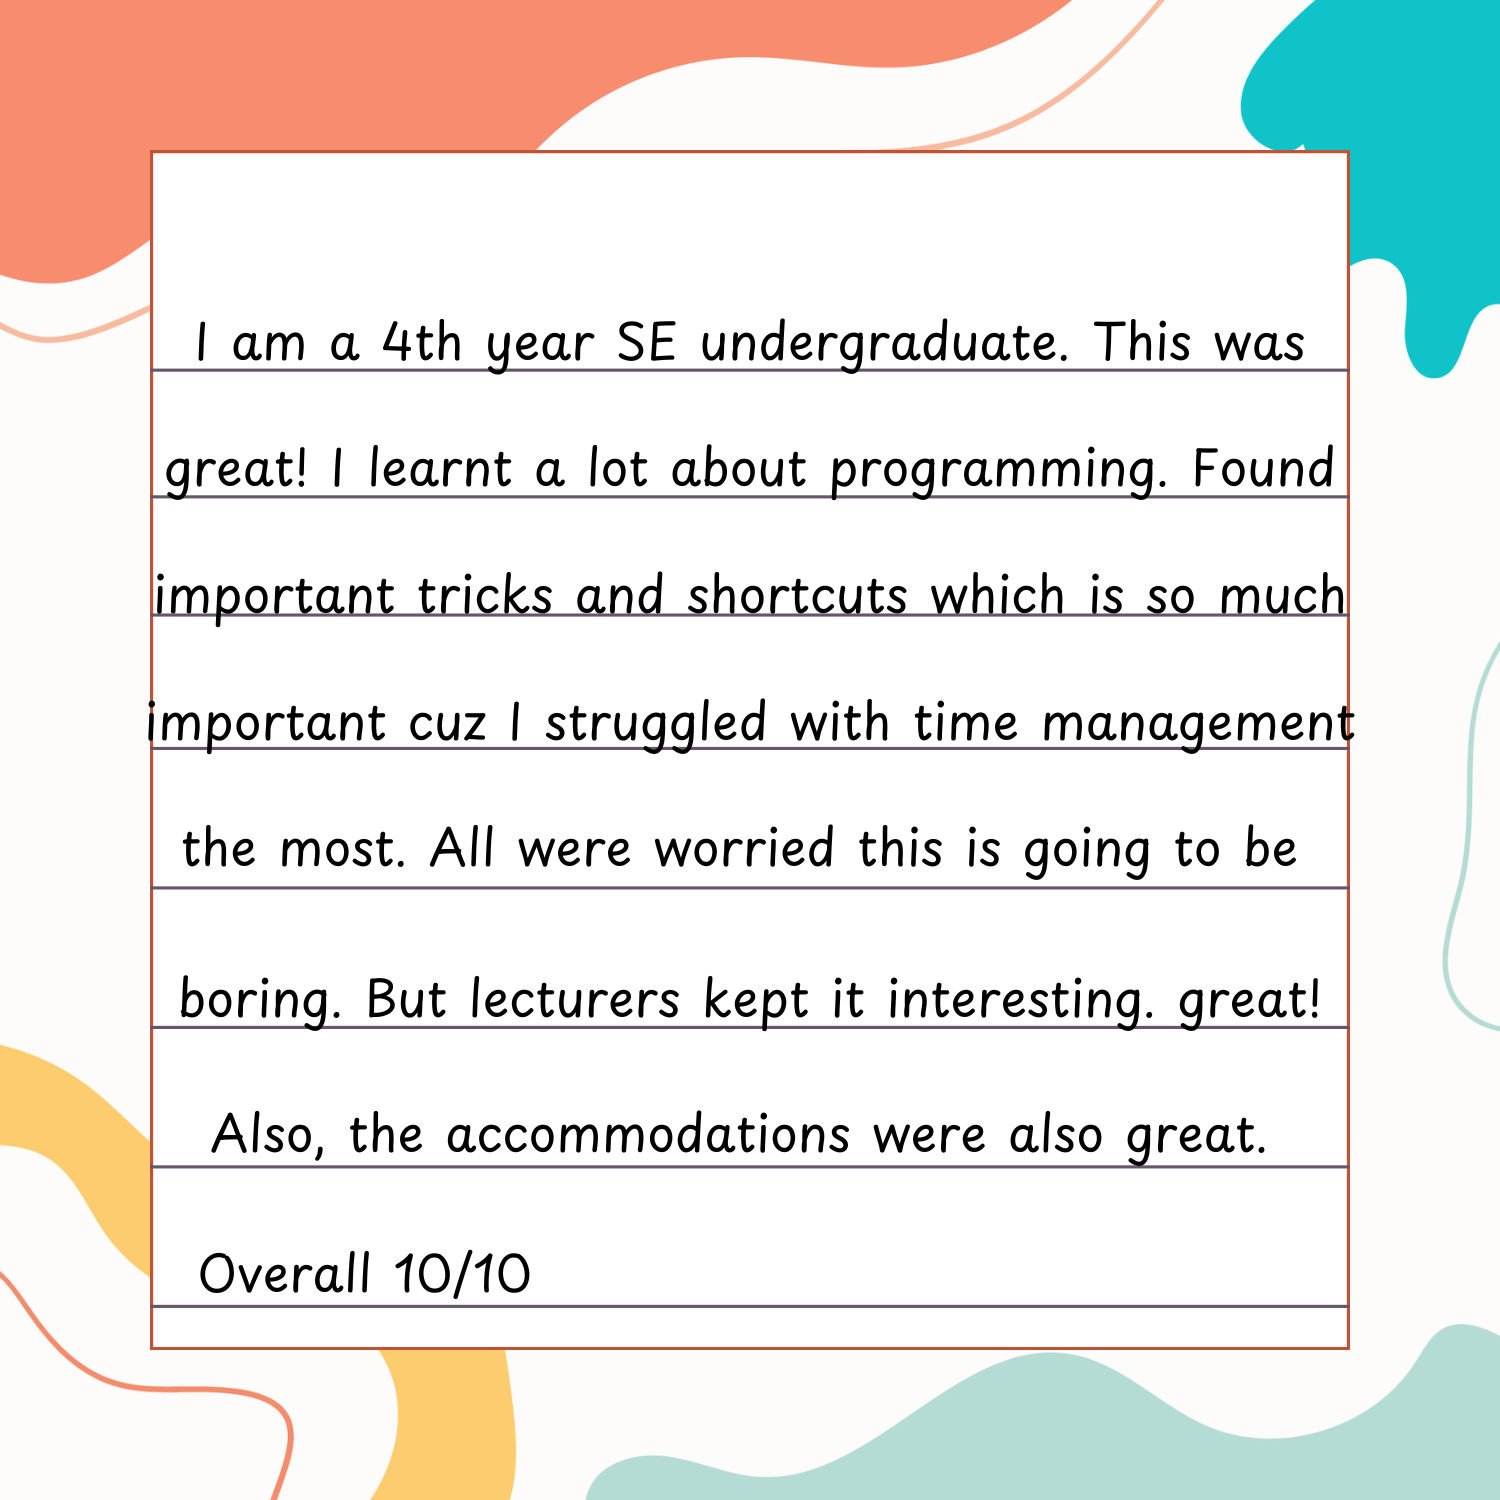 I am a 4th year SE undergraduate. This was
great! I learnt a lot about programming. Found
important tricks and shortcuts which is so much
important cuz I struggled with time management
the most. All were worried this is going to be
boring. But lecturers kept it interesting. great!
Also, the accommodations were also great.
Overall 10/10